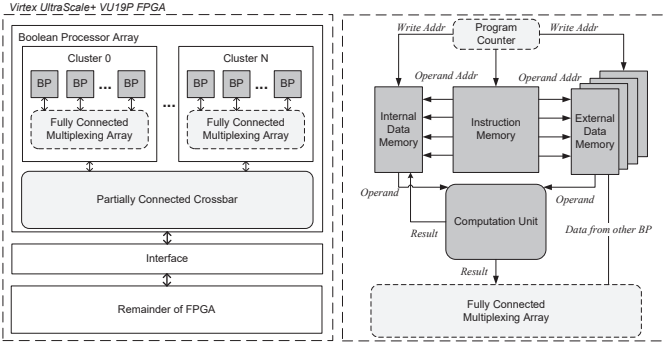 Virtex UltraScale+ VU19P FPGA
Boolean Processor Array
Cluster 0
BP BP ... BP
Fully Connected
Multiplexing Array
...
Cluster N
BP BP ... BP
Fully Connected
Multiplexing Array
Partially Connected Crossbar
Interface
Remainder of FPGA
Write Addr
Program
Counter
Write Addr
Operand Addr
Operand Addr
Internal
Data
Memory
Instruction
Memory
External
Data
Memory
Operand
Computation Unit
Operand
Result
Data from other BP
Result
Fully Connected
Multiplexing Array